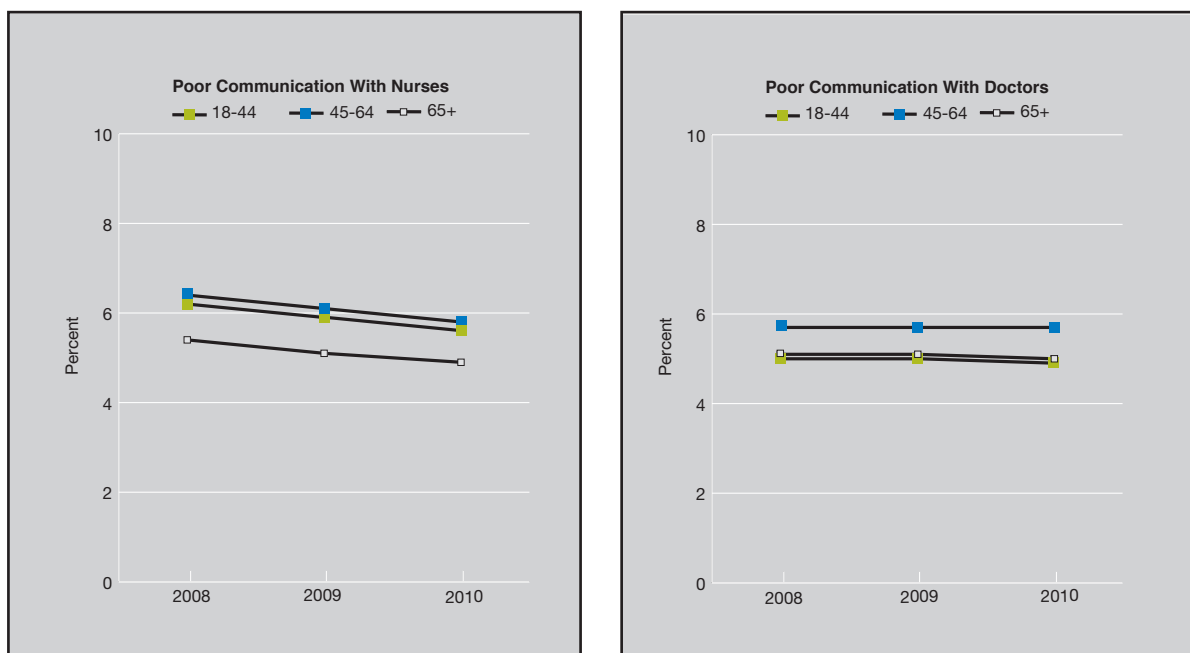 Poor Communication With Nurses
18-44 45-64 65+
10
8
6
4
2
0
Percent
2008 2009 2010
Poor Communication With Doctors
18-44 45-64 65+
10
8
6
4
2
0
Percent
2008 2009 2010